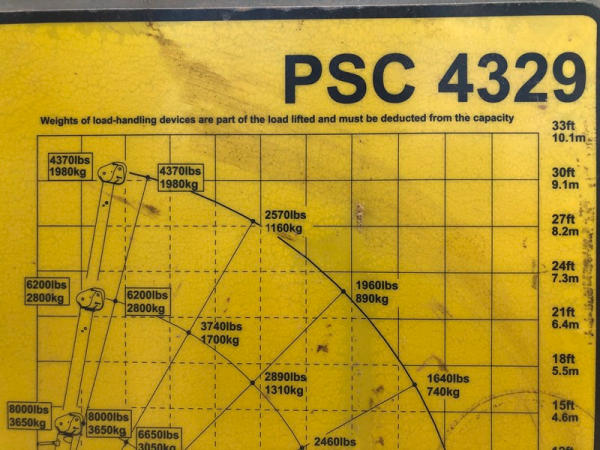 PSC 4329
Weights of load-handling devices are part of the load lifted and must be deducted from the capacity
33ft
10.1m
4370lbs
1980kg
4370lbs
1980kg
30ft
9.1m
2570lbs
1160kg
27ft
8.2m
24ft
7.3m
6200lbs
2800kg
6200lbs
2800kg
1960lbs
890kg
21ft
6.4m
3740lbs
1700kg
18ft
5.5m
2890lbs
1310kg
1640lbs
740kg
15ft
4.6m
8000lbs
3650kg
8000lbs
3650kg
6650lbs
3050kg
2460lbs
12ft